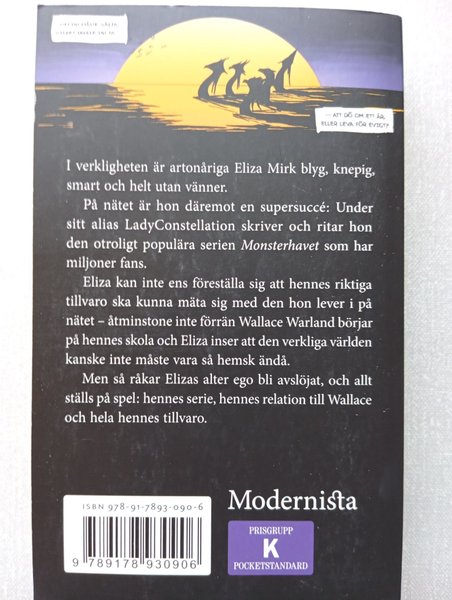 – ATT DÖ OM ETT ÅR,
ELLER LEVA FÖR EVIGT?
I verkligheten är artonåriga Eliza Mirk blyg, knepig,
smart och helt utan vänner.
På nätet är hon däremot en supersuccé: Under
sitt alias LadyConstellation skriver och ritar hon
den otroligt populära serien Monsterhavet som har
miljoner fans.
Eliza kan inte ens föreställa sig att hennes riktiga
tillvaro ska kunna mäta sig med den hon lever i på
nätet – åtminstone inte förrän Wallace Warland börjar
på hennes skola och Eliza inser att den verkliga världen
kanske inte måste vara så hemsk ändå.
Men så råkar Elizas alter ego bli avslöjat, och allt
ställs på spel: hennes serie, hennes relation till Wallace
och hela hennes tillvaro.
ISBN 978-91-7893-090-6
9 789178 930906
Modernista
PRISGRUPP
K
POCKETSTANDARD